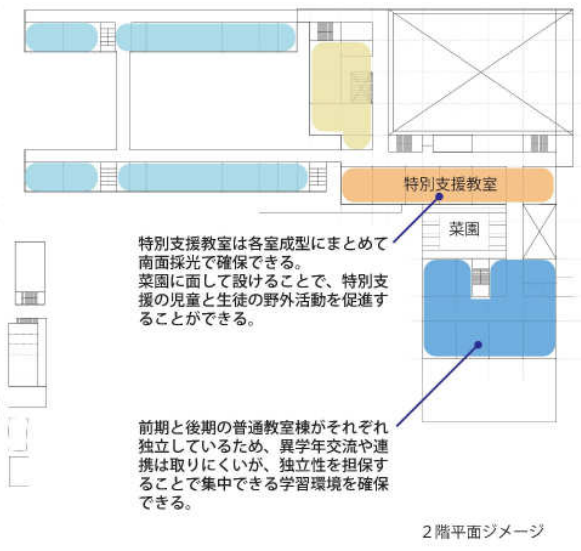 特別支援教室
菜園
特別支援教室は各室成型にまとめて
南面採光で確保できる。
菜園に面して設けることで、特別支
援の児童と生徒の野外活動を促進す
ることができる。
前期と後期の普通教室棟がそれぞれ
独立しているため、異学年交流や連
携は取りにくいが、独立性を担保す
ることで集中できる学習環境を確保
できる。
２階平面ジメージ